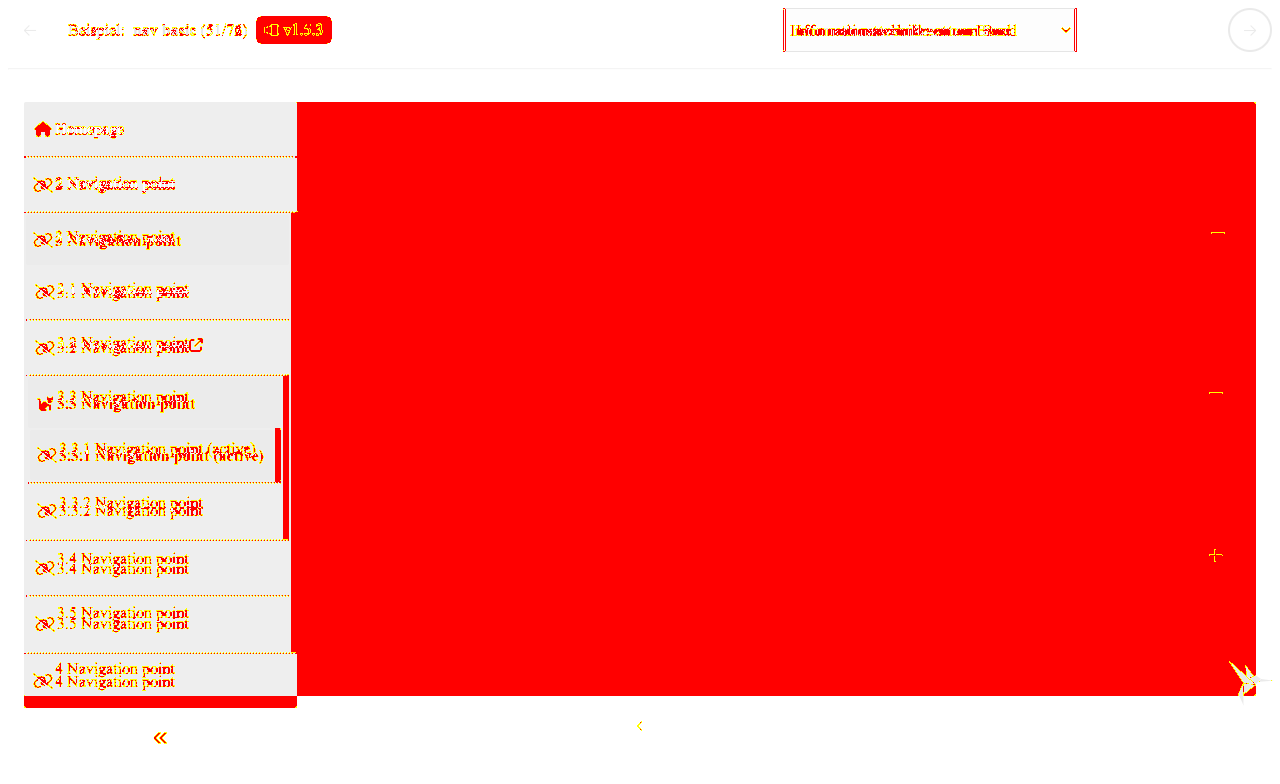 Beispiel: nav basic (51/76) v1.5.3
Homepage
2 Navigation point
3 Navigation point
3.1 Navigation point
3.2 Navigation point
3.3 Navigation point
3.3.1 Navigation point (active)
3.3.2 Navigation point
3.4 Navigation point
3.5 Navigation point
4 Navigation point